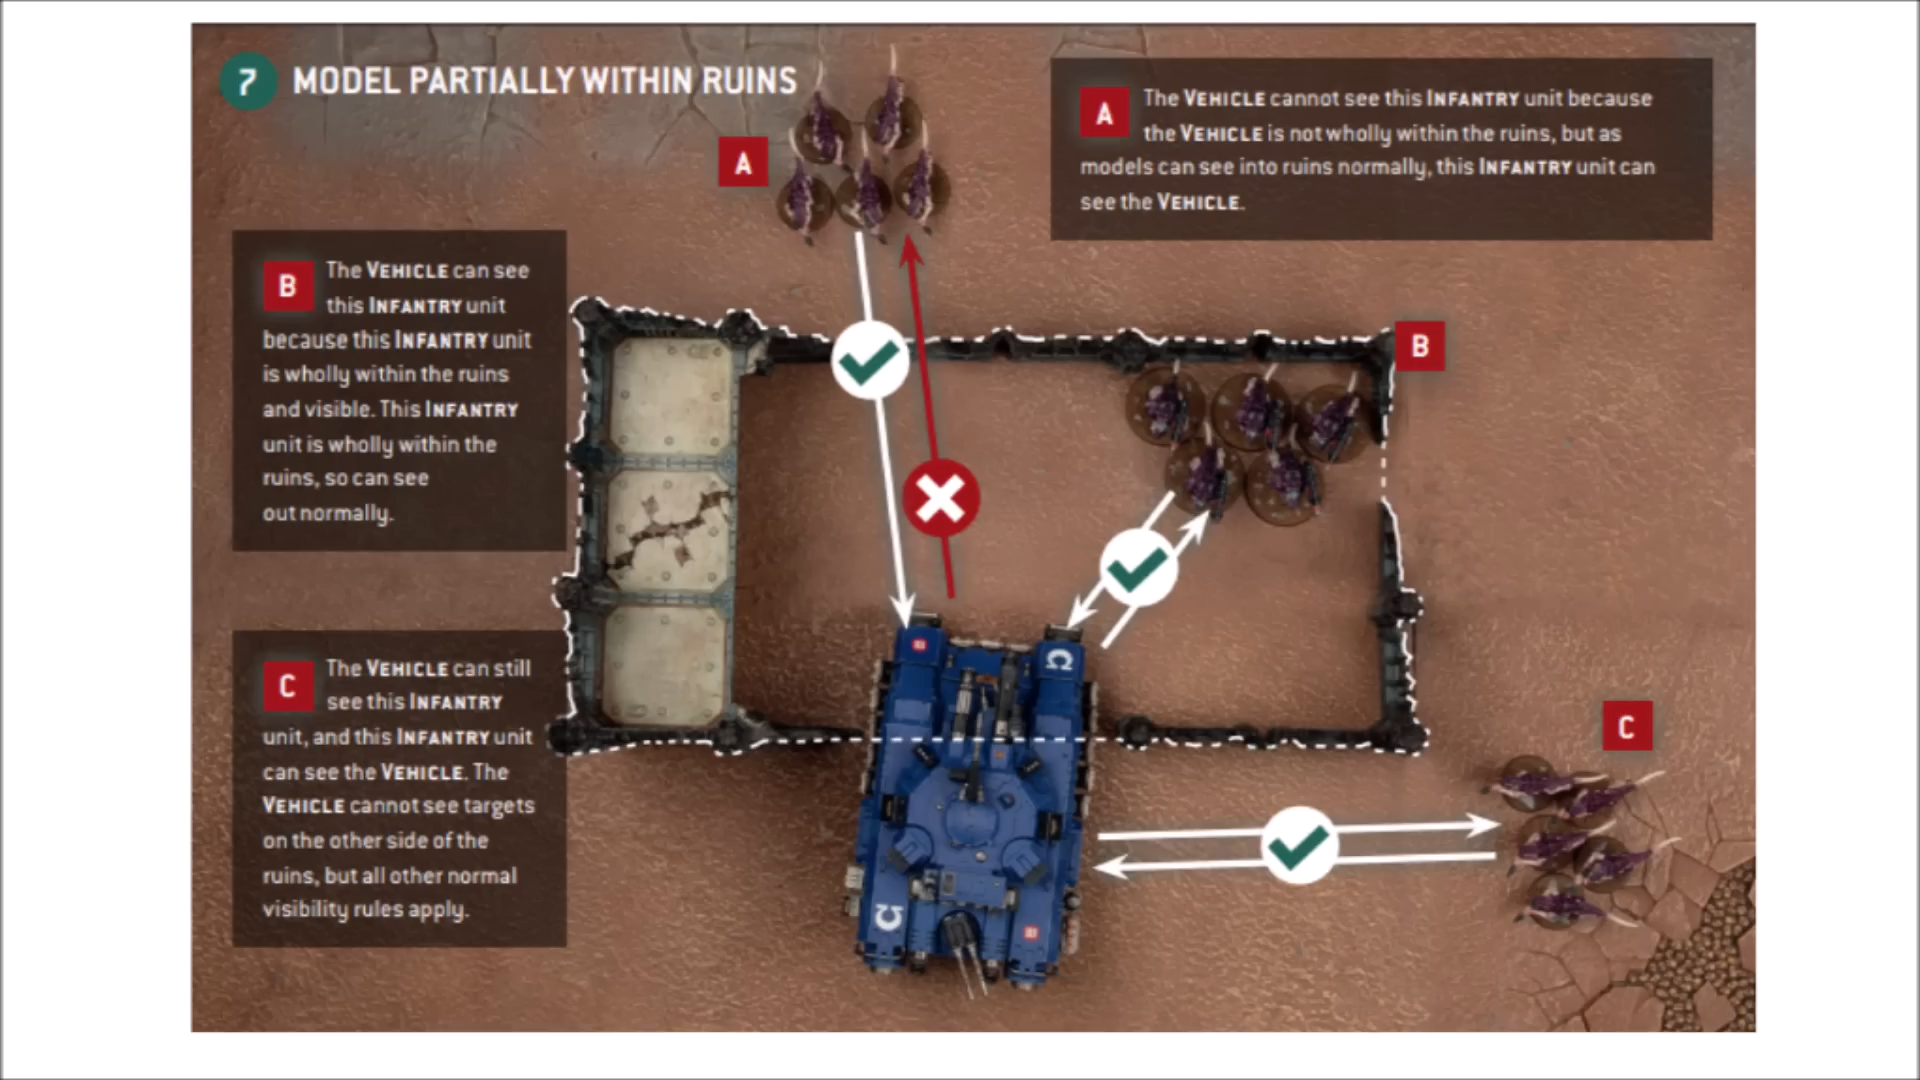 7 MODEL PARTIALLY WITHIN RUINS
A
A The VEHICLE cannot see this INFANTRY unit because
the VEHICLE is not wholly within the ruins, but as
models can see into ruins normally, this INFANTRY unit can
see the VEHICLE.
B The VEHICLE can see
this INFANTRY unit
because this INFANTRY unit
is wholly within the ruins
and visible. This INFANTRY
unit is wholly within the
ruins, so can see
out normally.
B
C The VEHICLE can still
see this INFANTRY
unit, and this INFANTRY unit
can see the VEHICLE. The
VEHICLE cannot see targets
on the other side of the
ruins, but all other normal
visibility rules apply.
C
Ω
Ω